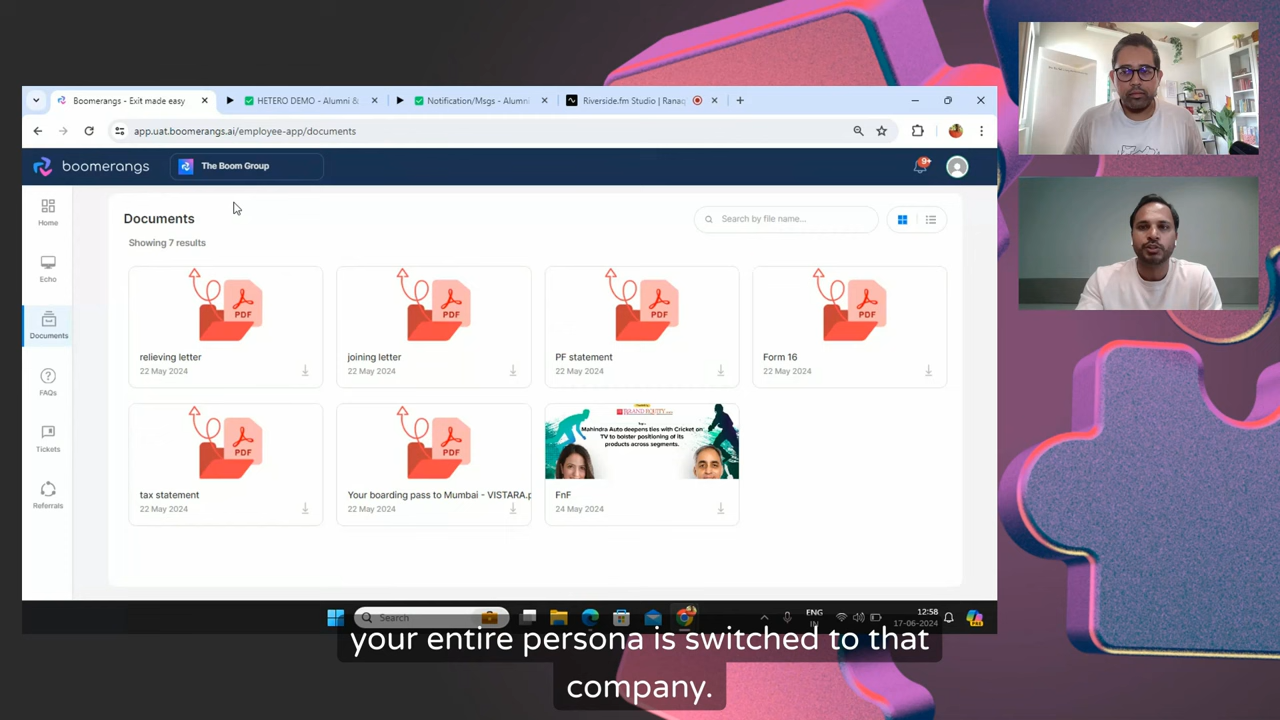 Boomerangs - Exit made easy
HETERO DEMO - Alumni &
Notification/Msgs - Alumni
Riverside.fm Studio | Ranaq
app.uat.boomerangs.ai/employee-app/documents
boomerangs
The Boom Group
9+
Home
Echo
Documents
FAQs
Tickets
Referrals
Documents
Showing 7 results
Search by file name...
PDF
relieving letter
22 May 2024
PDF
joining letter
22 May 2024
PDF
PF statement
22 May 2024
PDF
Form 16
22 May 2024
PDF
tax statement
22 May 2024
PDF
Your boarding pass to Mumbai - VISTARA.p
22 May 2024
BRAND EQUITY
Mahindra Auto deepens ties with Cricket on
TV to bolster positioning of its
products across segments.
FnF
24 May 2024
Search
ENG
IN
12:58
17-06-2024
your entire persona is switched to that
company.